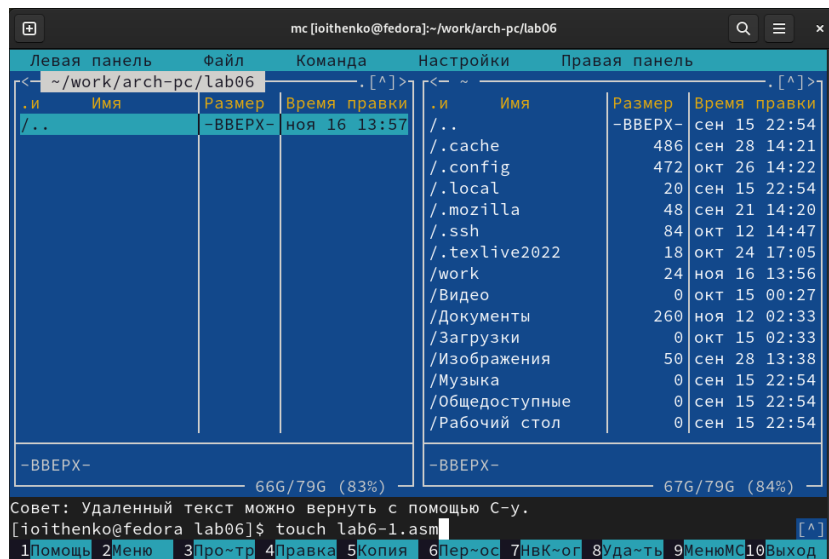 mc [ioithenko@fedora]:~/work/arch-pc/lab06
Левая панель Файл Команда Настройки Правая панель
<— ~/work/arch-pc/lab06 —.[^]>
.и Имя Размер Время правки
/.. -ВВЕРХ- ноя 16 13:57
-ВВЕРХ-
66G/79G (83%)
<— ~ —.[^]>
.и Имя Размер Время правки
/.. -ВВЕРХ- сен 15 22:54
/.cache 486 сен 28 14:21
/.config 472 окт 26 14:22
/.local 20 сен 15 22:54
/.mozilla 48 сен 21 14:20
/.ssh 84 окт 12 14:47
/.texlive2022 18 окт 24 17:05
/work 24 ноя 16 13:56
/Видео 0 окт 15 00:27
/Документы 260 ноя 12 02:33
/Загрузки 0 окт 15 02:33
/Изображения 50 сен 28 13:38
/Музыка 0 сен 15 22:54
/Общедоступные 0 сен 15 22:54
/Рабочий стол 0 сен 15 22:54
-ВВЕРХ-
67G/79G (84%)
Совет: Удаленный текст можно вернуть с помощью C-y.
[ioithenko@fedora lab06]$ touch lab6-1.asm [^]
1Помощь 2Меню 3Про~тр 4Правка 5Копия 6Пер~ос 7НвК~ог 8Уда~ть 9МенюМС 10Выход